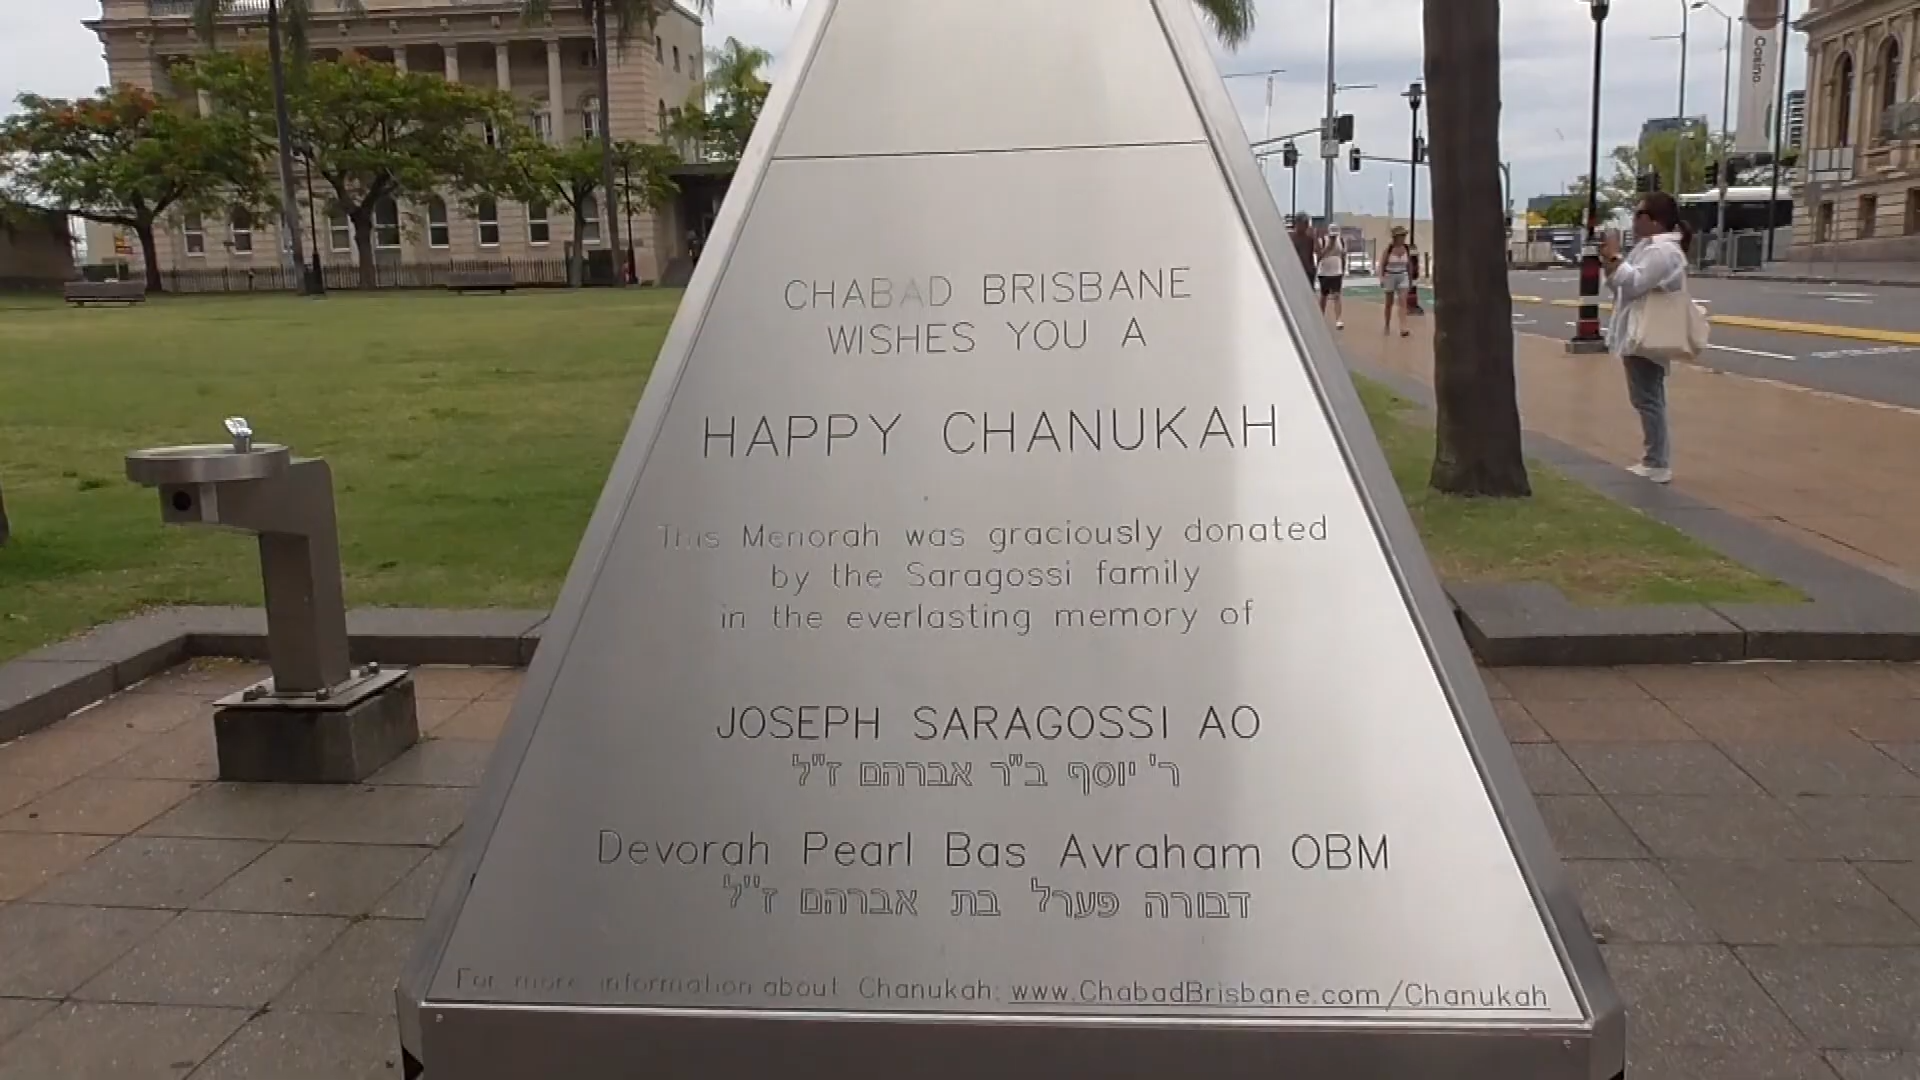 Casino
CHABAD BRISBANE
WISHES YOU A
HAPPY CHANUKAH
This Menorah was graciously donated
by the Saragossi family
in the everlasting memory of
JOSEPH SARAGOSSI AO
ר' יוסף ב"ר אברהם ז"ל
Devorah Pearl Bas Avraham OBM
דבורה פערל בת אברהם ז"ל
For more information about Chanukah: www.ChabadBrisbane.com/Chanukah